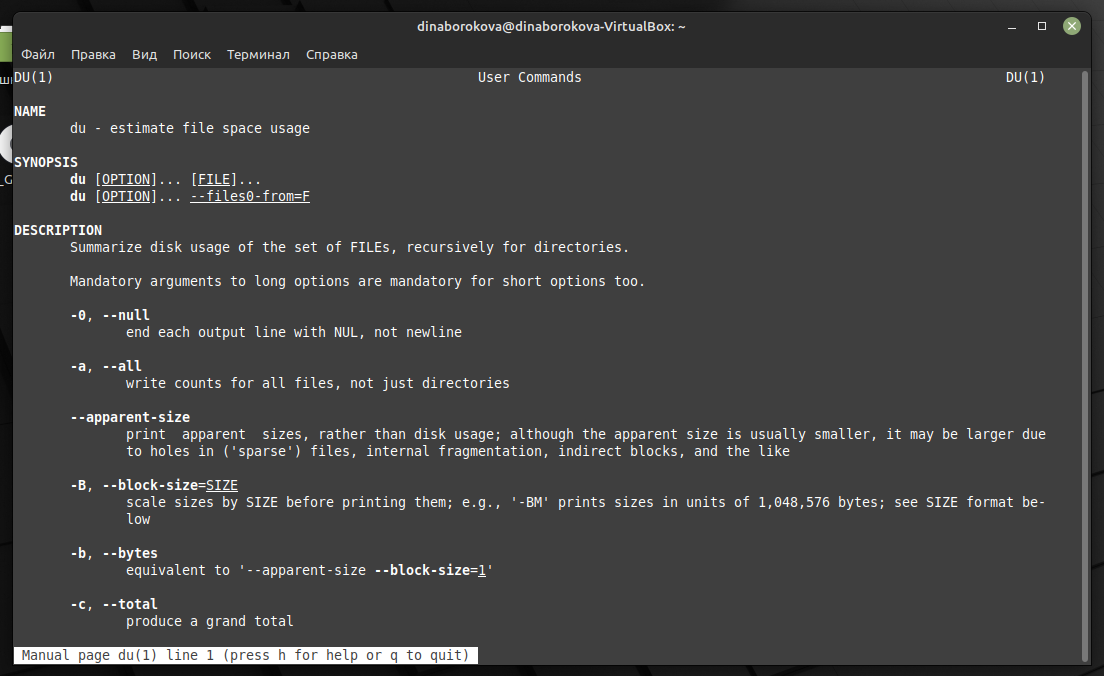 dinaborokova@dinaborokova-VirtualBox: ~
Файл Правка Вид Поиск Терминал Справка
DU(1) User Commands DU(1)
NAME
du - estimate file space usage
SYNOPSIS
du [OPTION]... [FILE]...
du [OPTION]... --files0-from=F
DESCRIPTION
Summarize disk usage of the set of FILEs, recursively for directories.
Mandatory arguments to long options are mandatory for short options too.
-0, --null
end each output line with NUL, not newline
-a, --all
write counts for all files, not just directories
--apparent-size
print apparent sizes, rather than disk usage; although the apparent size is usually smaller, it may be larger due
to holes in ('sparse') files, internal fragmentation, indirect blocks, and the like
-B, --block-size=SIZE
scale sizes by SIZE before printing them; e.g., '-BM' prints sizes in units of 1,048,576 bytes; see SIZE format be-
low
-b, --bytes
equivalent to '--apparent-size --block-size=1'
-c, --total
produce a grand total
Manual page du(1) line 1 (press h for help or q to quit)